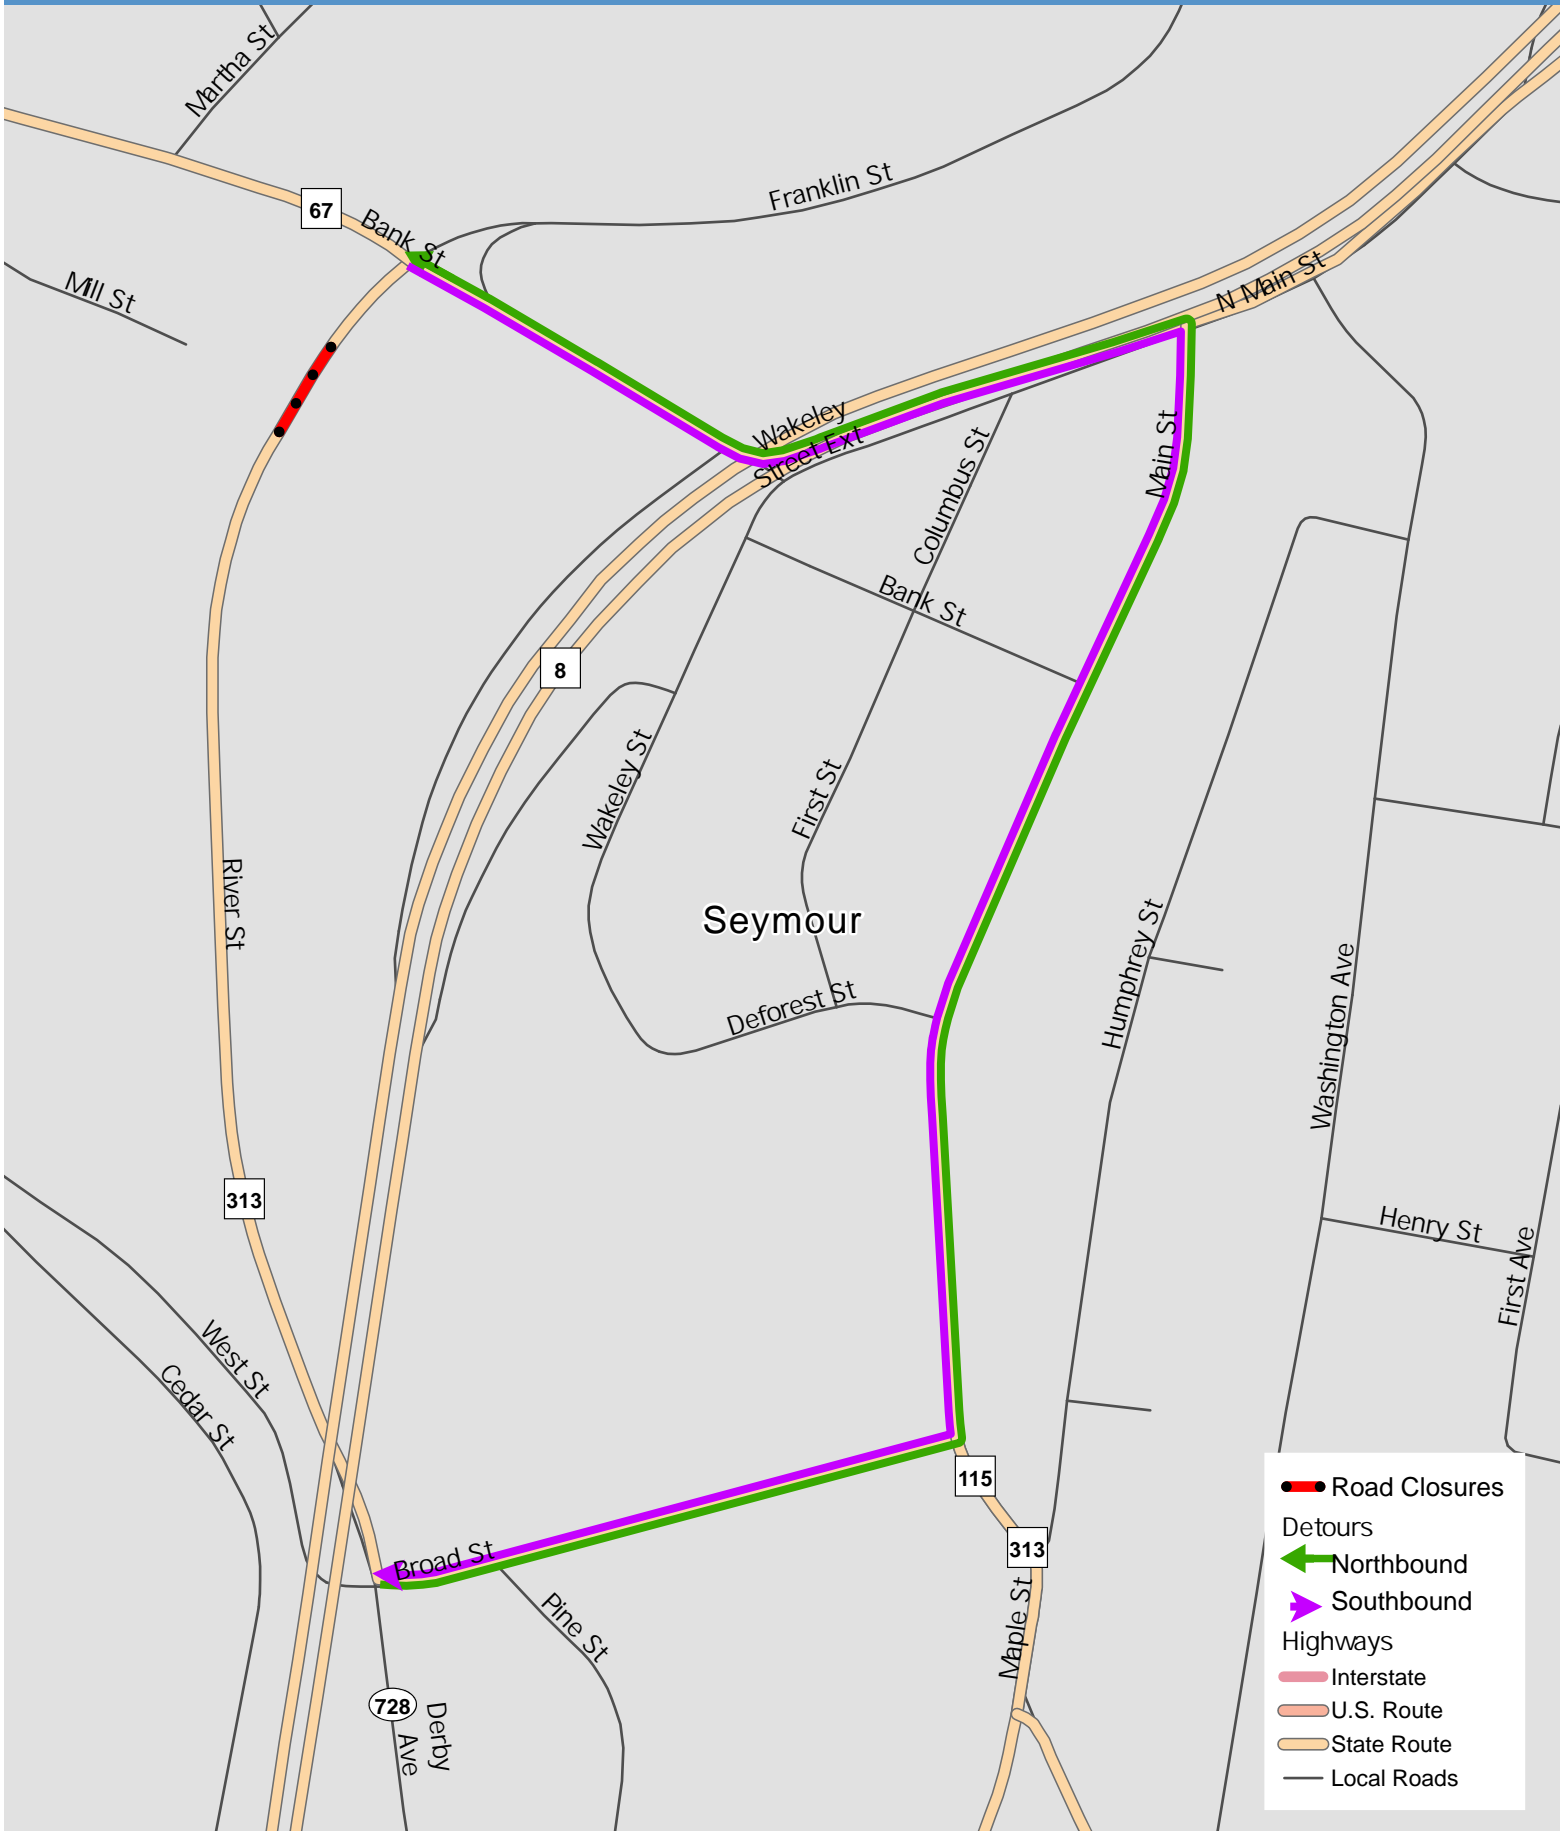 Martha St
Franklin St
67
Bank St
Mill St
N Main St
Wakeley
Street Ext
Main St
Columbus St
Bank St
8
Wakeley St
First St
River St
Seymour
Humphrey St
Washington Ave
Deforest St
313
Henry St
First Ave
West St
Cedar St
115
313
Broad St
Maple St
Pine St
728
Derby
Ave
Road Closures
Detours
Northbound
Southbound
Highways
Interstate
U.S. Route
State Route
Local Roads